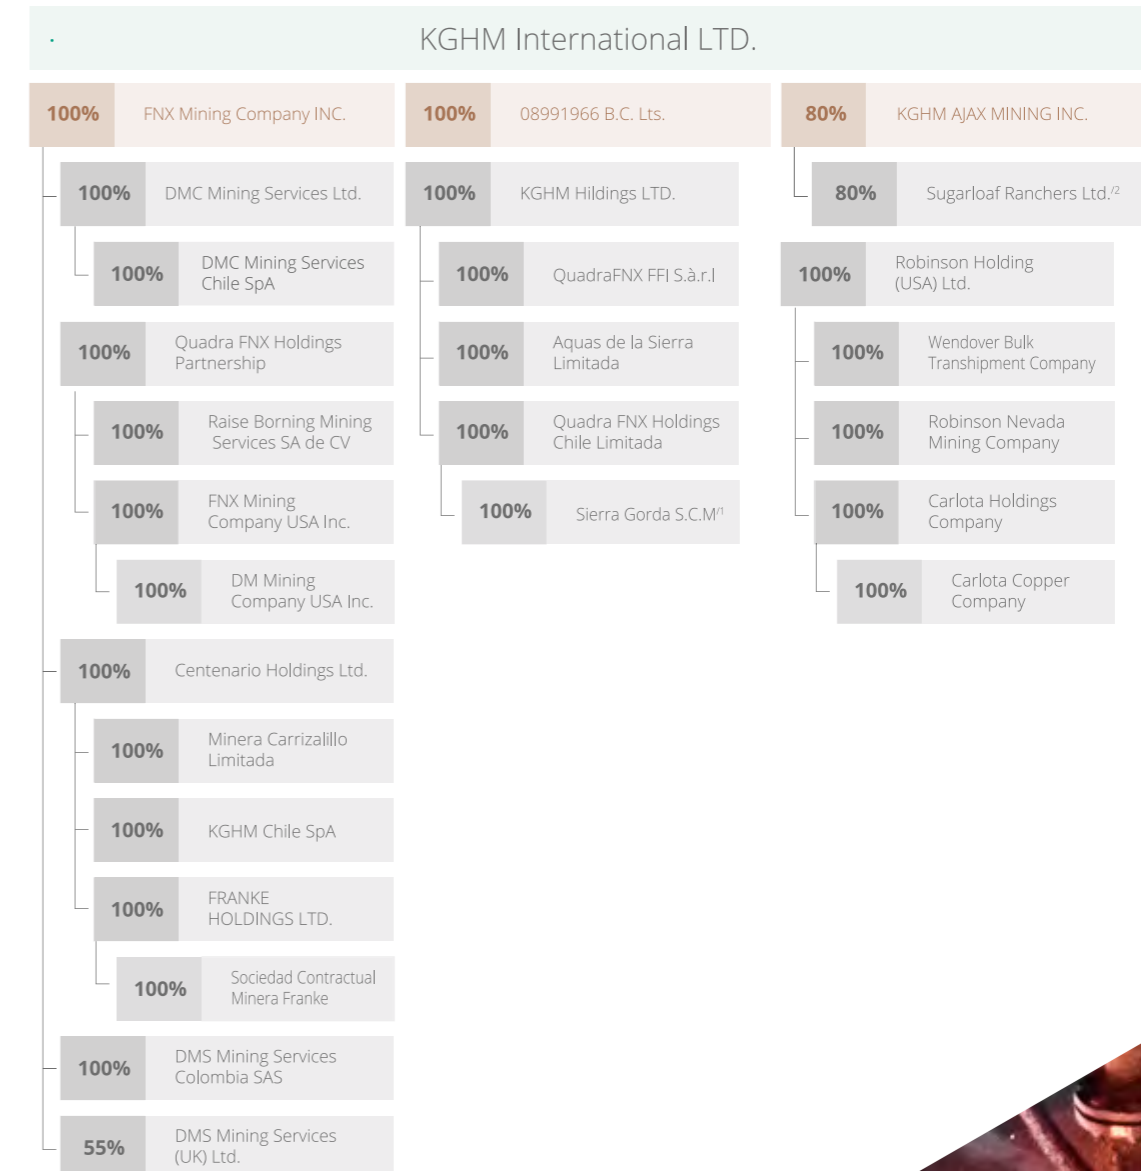 KGHM International LTD.
100% FNX Mining Company INC.
100% DMC Mining Services Ltd.
100% DMC Mining Services
Chile SpA
100% Quadra FNX Holdings
Partnership
100% Raise Borning Mining
Services SA de CV
100% FNX Mining
Company USA Inc.
100% DM Mining
Company USA Inc.
100% Centenario Holdings Ltd.
100% Minera Carrizalillo
Limitada
100% KGHM Chile SpA
100% FRANKE
HOLDINGS LTD.
100% Sociedad Contractual
Minera Franke
100% DMS Mining Services
Colombia SAS
55% DMS Mining Services
(UK) Ltd.
100% 08991966 B.C. Lts.
100% KGHM Hildings LTD.
100% QuadraFNX FFI S.à.r.l
100% Aquas de la Sierra
Limitada
100% Quadra FNX Holdings
Chile Limitada
100% Sierra Gorda S.C.M/1
80% KGHM AJAX MINING INC.
80% Sugarloaf Ranchers Ltd./2
100% Robinson Holding
(USA) Ltd.
100% Wendover Bulk
Transhipment Company
100% Robinson Nevada
Mining Company
100% Carlota Holdings
Company
100% Carlota Copper
Company